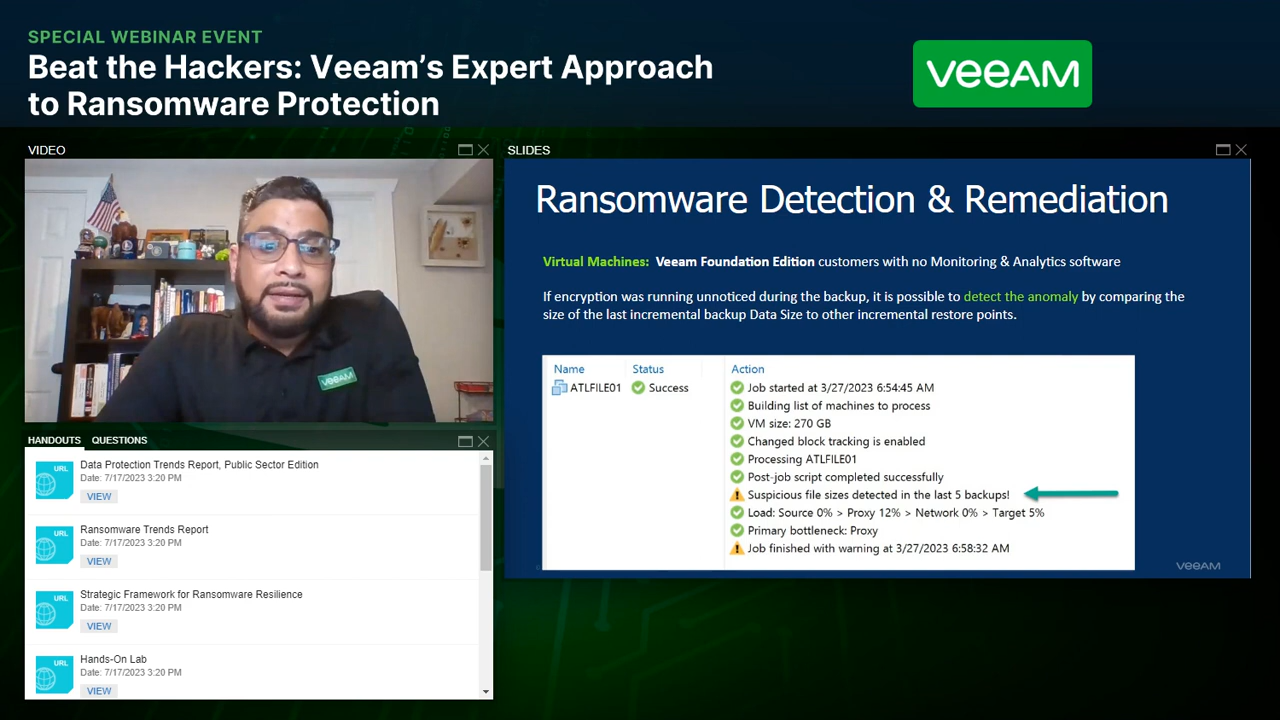 SPECIAL WEBINAR EVENT
Beat the Hackers: Veeam’s Expert Approach
to Ransomware Protection
VEEAM
VIDEO
VEEAM
HANDOUTS QUESTIONS
URL
Data Protection Trends Report, Public Sector Edition
Date: 7/17/2023 3:20 PM
VIEW
URL
Ransomware Trends Report
Date: 7/17/2023 3:20 PM
VIEW
URL
Strategic Framework for Ransomware Resilience
Date: 7/17/2023 3:20 PM
VIEW
URL
Hands-On Lab
Date: 7/17/2023 3:20 PM
VIEW
SLIDES
Ransomware Detection & Remediation
Virtual Machines: Veeam Foundation Edition customers with no Monitoring & Analytics software
If encryption was running unnoticed during the backup, it is possible to detect the anomaly by comparing the
size of the last incremental backup Data Size to other incremental restore points.
Name Status Action
ATLFILE01 Success Job started at 3/27/2023 6:54:45 AM
Building list of machines to process
VM size: 270 GB
Changed block tracking is enabled
Processing ATLFILE01
Post-job script completed successfully
Suspicious file sizes detected in the last 5 backups!
Load: Source 0% > Proxy 12% > Network 0% > Target 5%
Primary bottleneck: Proxy
Job finished with warning at 3/27/2023 6:58:32 AM
VEEAM